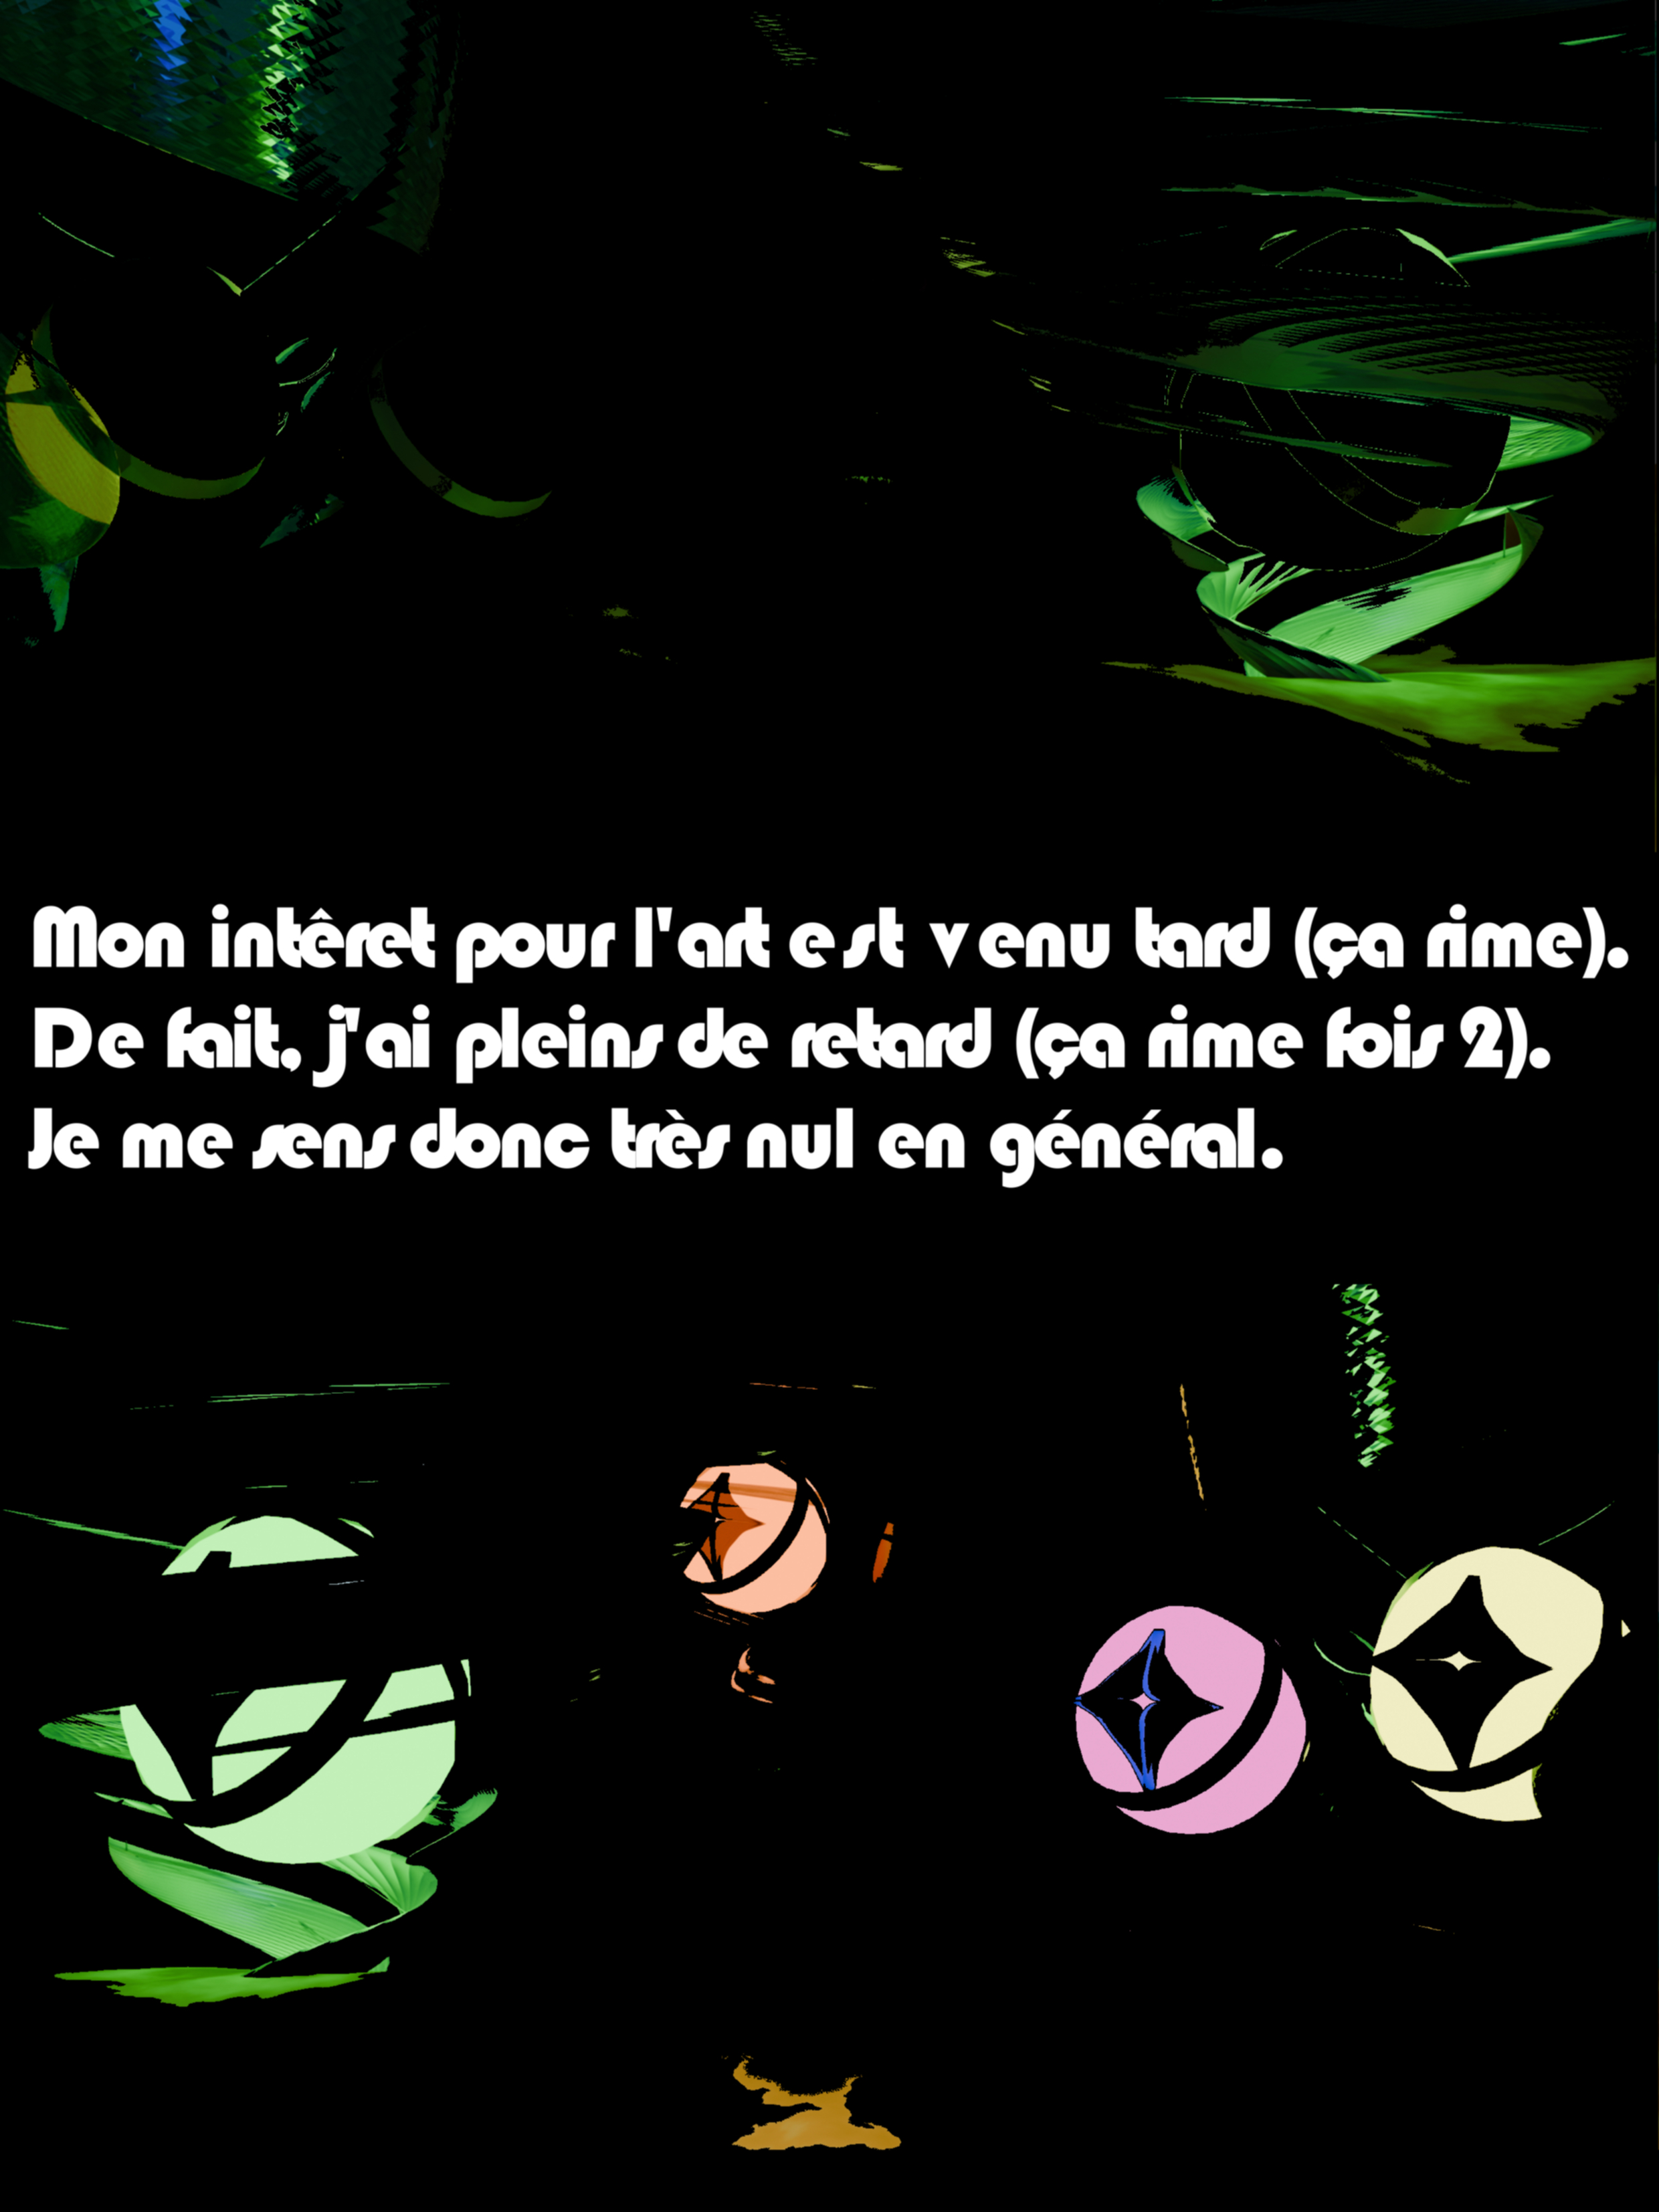 Mon intêret pour l'art est venu tard (ça rime).
De fait, j'ai pleins de retard (ça rime fois 2).
Je me sens donc très nul en général.